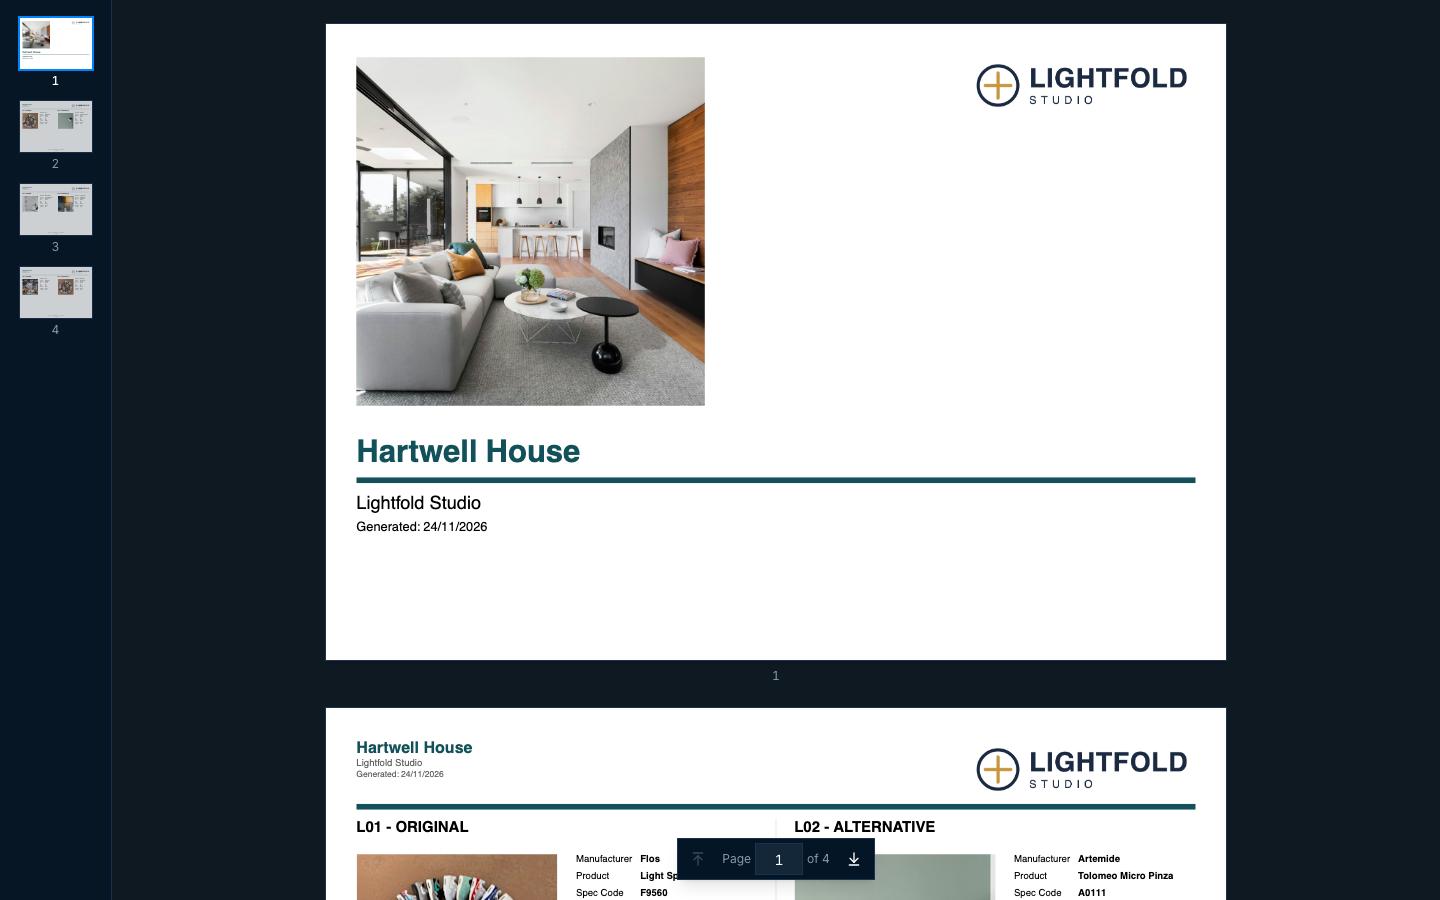 1
2
3
4
LIGHTFOLD
STUDIO
Hartwell House
Lightfold Studio
Generated: 24/11/2026
1
Hartwell House
Lightfold Studio
Generated: 24/11/2026
LIGHTFOLD
STUDIO
L01 - ORIGINAL
Manufacturer Flos
Product Light
Spec Code F9560
L02 - ALTERNATIVE
Manufacturer Artemide
Product Tolomeo Micro Pinza
Spec Code A0111
Page 1 of 4